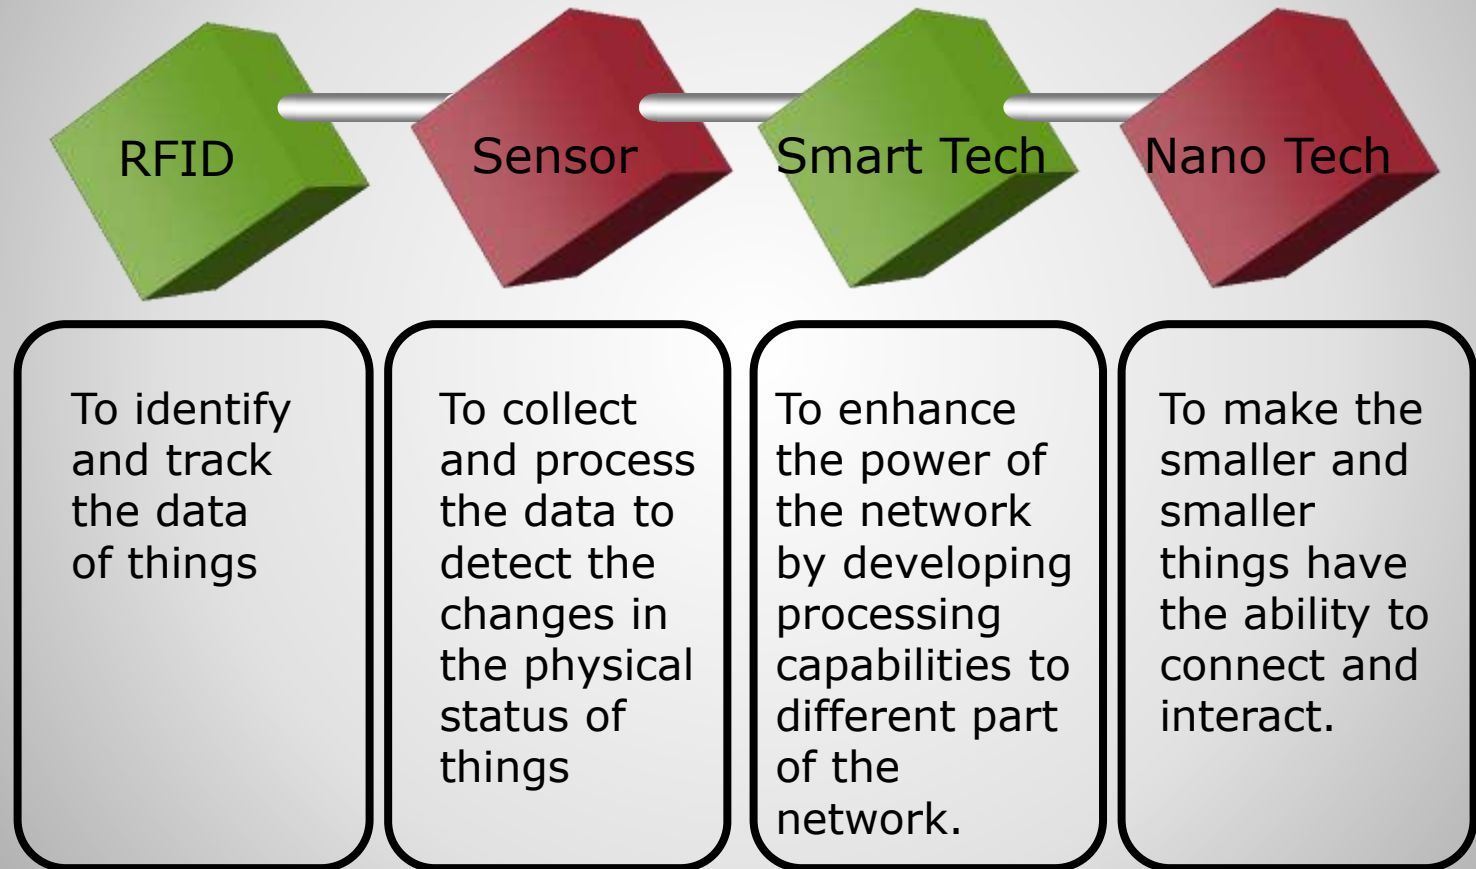 RFID
Sensor
Smart Tech
Nano Tech
To identify
and track
the data
of things
To collect
and process
the data to
detect the
changes in
the physical
status of
things
To enhance
the power of
the network
by developing
processing
capabilities to
different part
of the
network.
To make the
smaller and
smaller
things have
the ability to
connect and
interact.